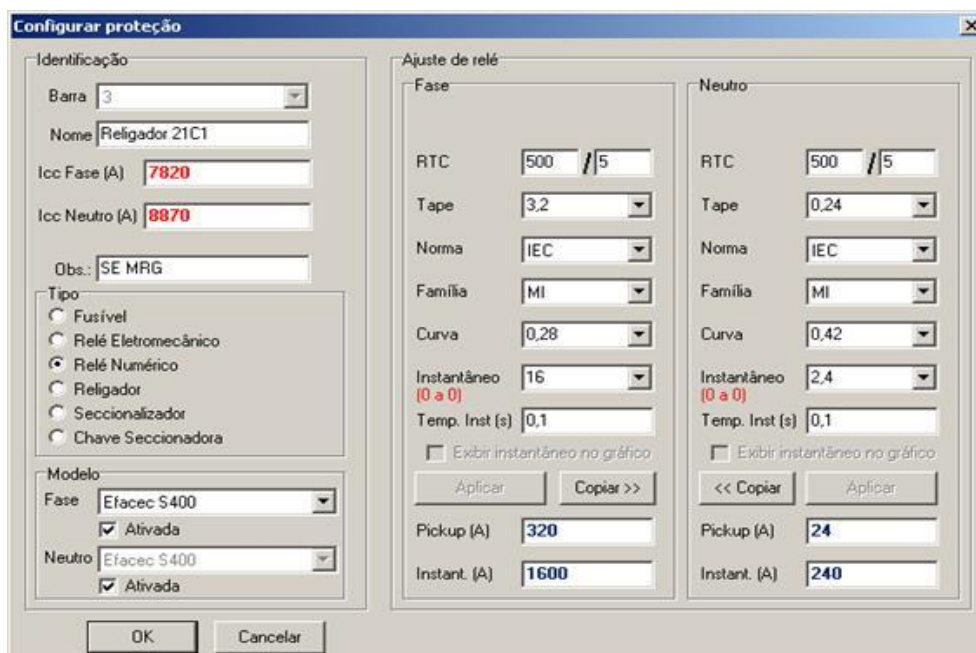 Configurar proteção
Identificação
Barra 3
Nome Religador 21C1
Icc Fase (A) 7820
Icc Neutro (A) 8870
Obs.: SE MRG
Tipo
Fusível
Relé Eletromecânico
Relé Numérico
Religador
Seccionalizador
Chave Seccionadora
Modelo
Fase Efacec S400
Ativada
Neutro Efacec S400
Ativada
OK Cancelar
Ajuste de relé
Fase
RTC 500 / 5
Tape 3,2
Norma IEC
Família MI
Curva 0,28
Instantâneo 16
(0 a 0)
Temp. Inst (s) 0,1
Exibir instantâneo no gráfico
Aplicar Copiar >>
Pickup (A) 320
Instant. (A) 1600
Neutro
RTC 500 / 5
Tape 0,24
Norma IEC
Família MI
Curva 0,42
Instantâneo 2,4
(0 a 0)
Temp. Inst (s) 0,1
Exibir instantâneo no gráfico
<< Copiar Aplicar
Pickup (A) 24
Instant. (A) 240